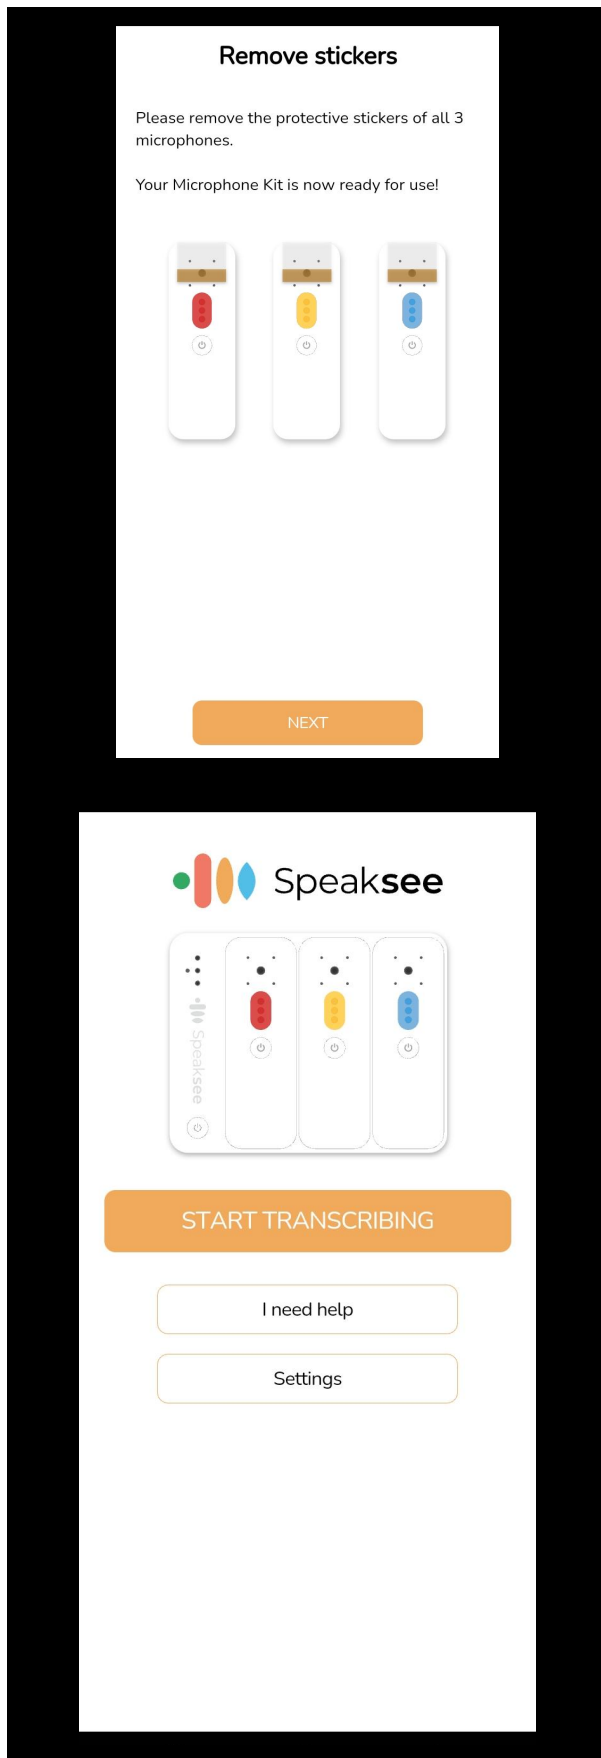 Remove stickers
Please remove the protective stickers of all 3
microphones.
Your Microphone Kit is now ready for use!
NEXT
Speaksee
Speaksee
START TRANSCRIBING
I need help
Settings